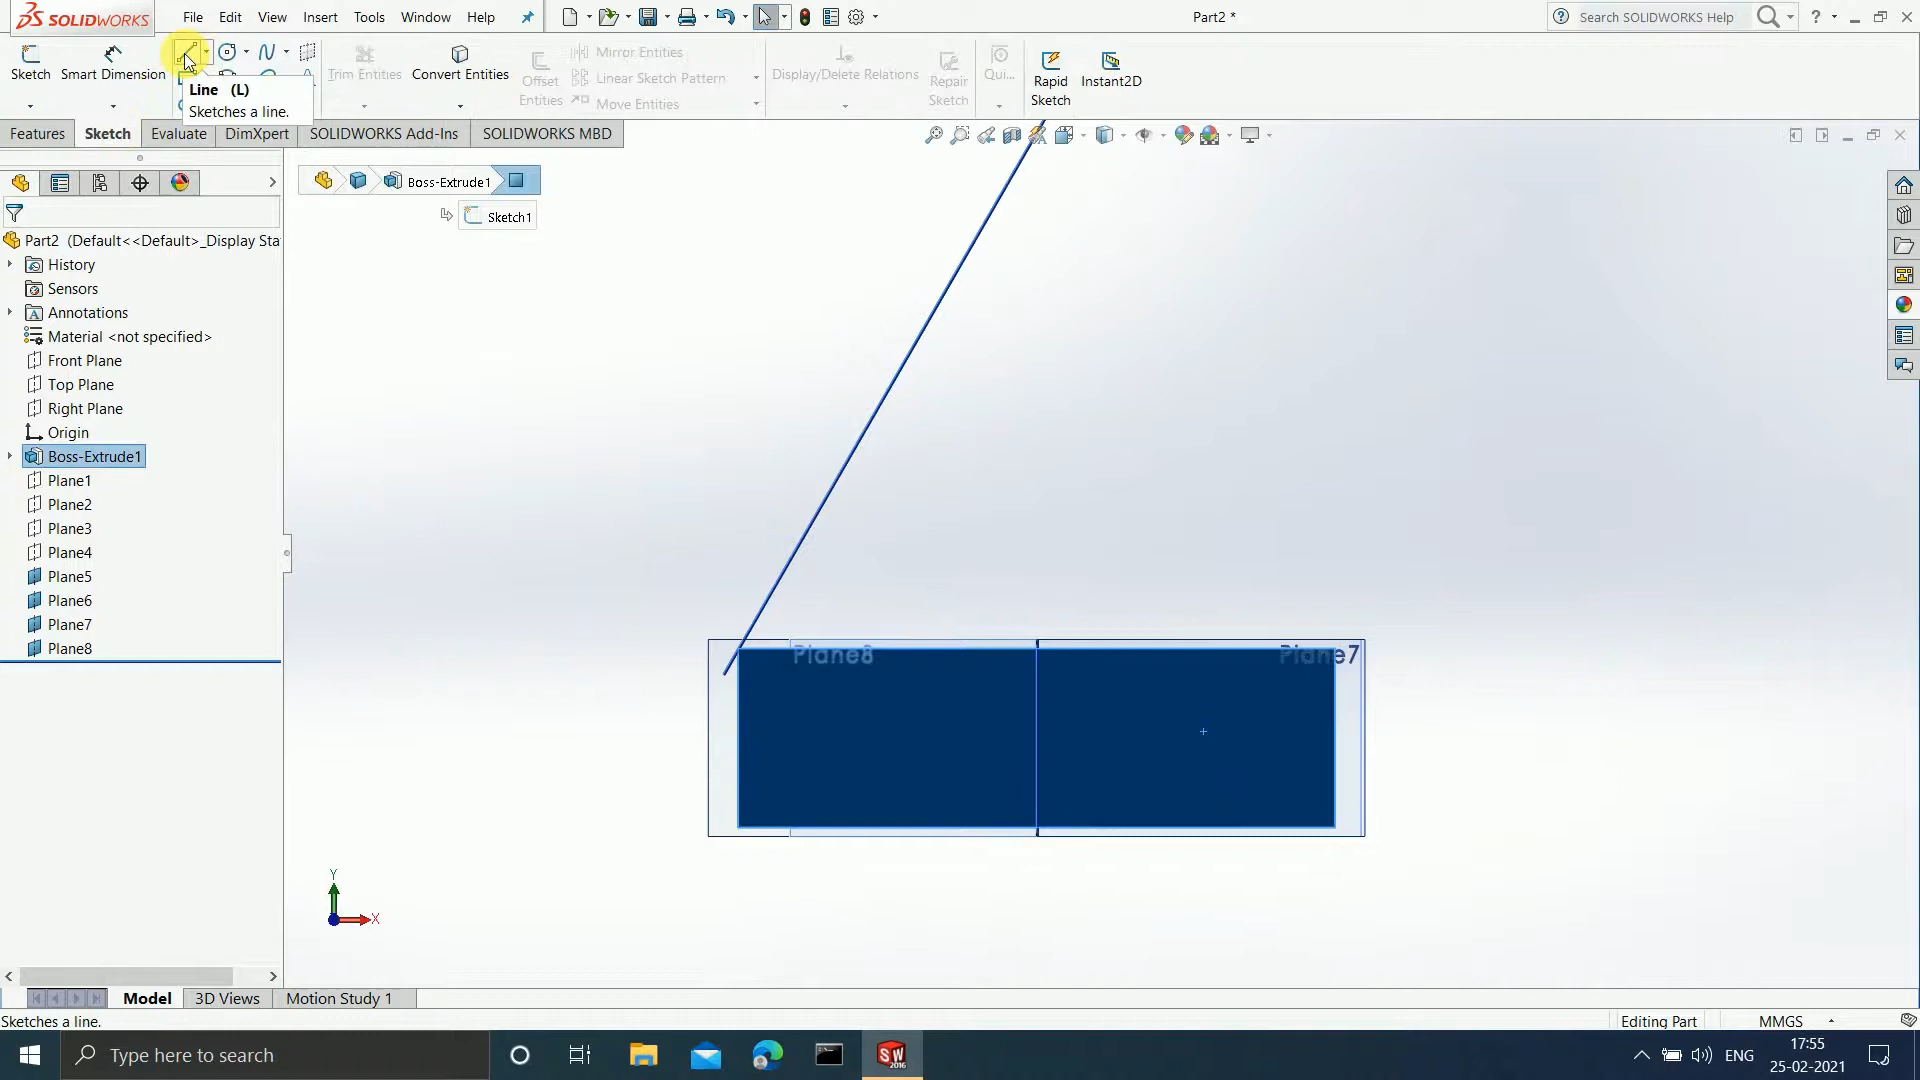 SOLIDWORKS
File Edit View Insert Tools Window Help
Part2 *
Search SOLIDWORKS Help
?
Sketch
Smart Dimension
Line (L)
Sketches a line.
Trim Entities
Convert Entities
Offset
Entities
Mirror Entities
Linear Sketch Pattern
Move Entities
Display/Delete Relations
Repair
Sketch
Qui...
Rapid
Sketch
Instant2D
Features
Sketch
Evaluate
DimXpert
SOLIDWORKS Add-Ins
SOLIDWORKS MBD
Boss-Extrude1
Sketch1
Part2 (Default<<Default>_Display Sta
History
Sensors
A Annotations
Material <not specified>
Front Plane
Top Plane
Right Plane
Origin
Boss-Extrude1
Plane1
Plane2
Plane3
Plane4
Plane5
Plane6
Plane7
Plane8
Plane8
Plane7
Y
X
Model
3D Views
Motion Study 1
Sketches a line.
Editing Part
MMGS
Type here to search
SW
2016
ENG
17:55
25-02-2021